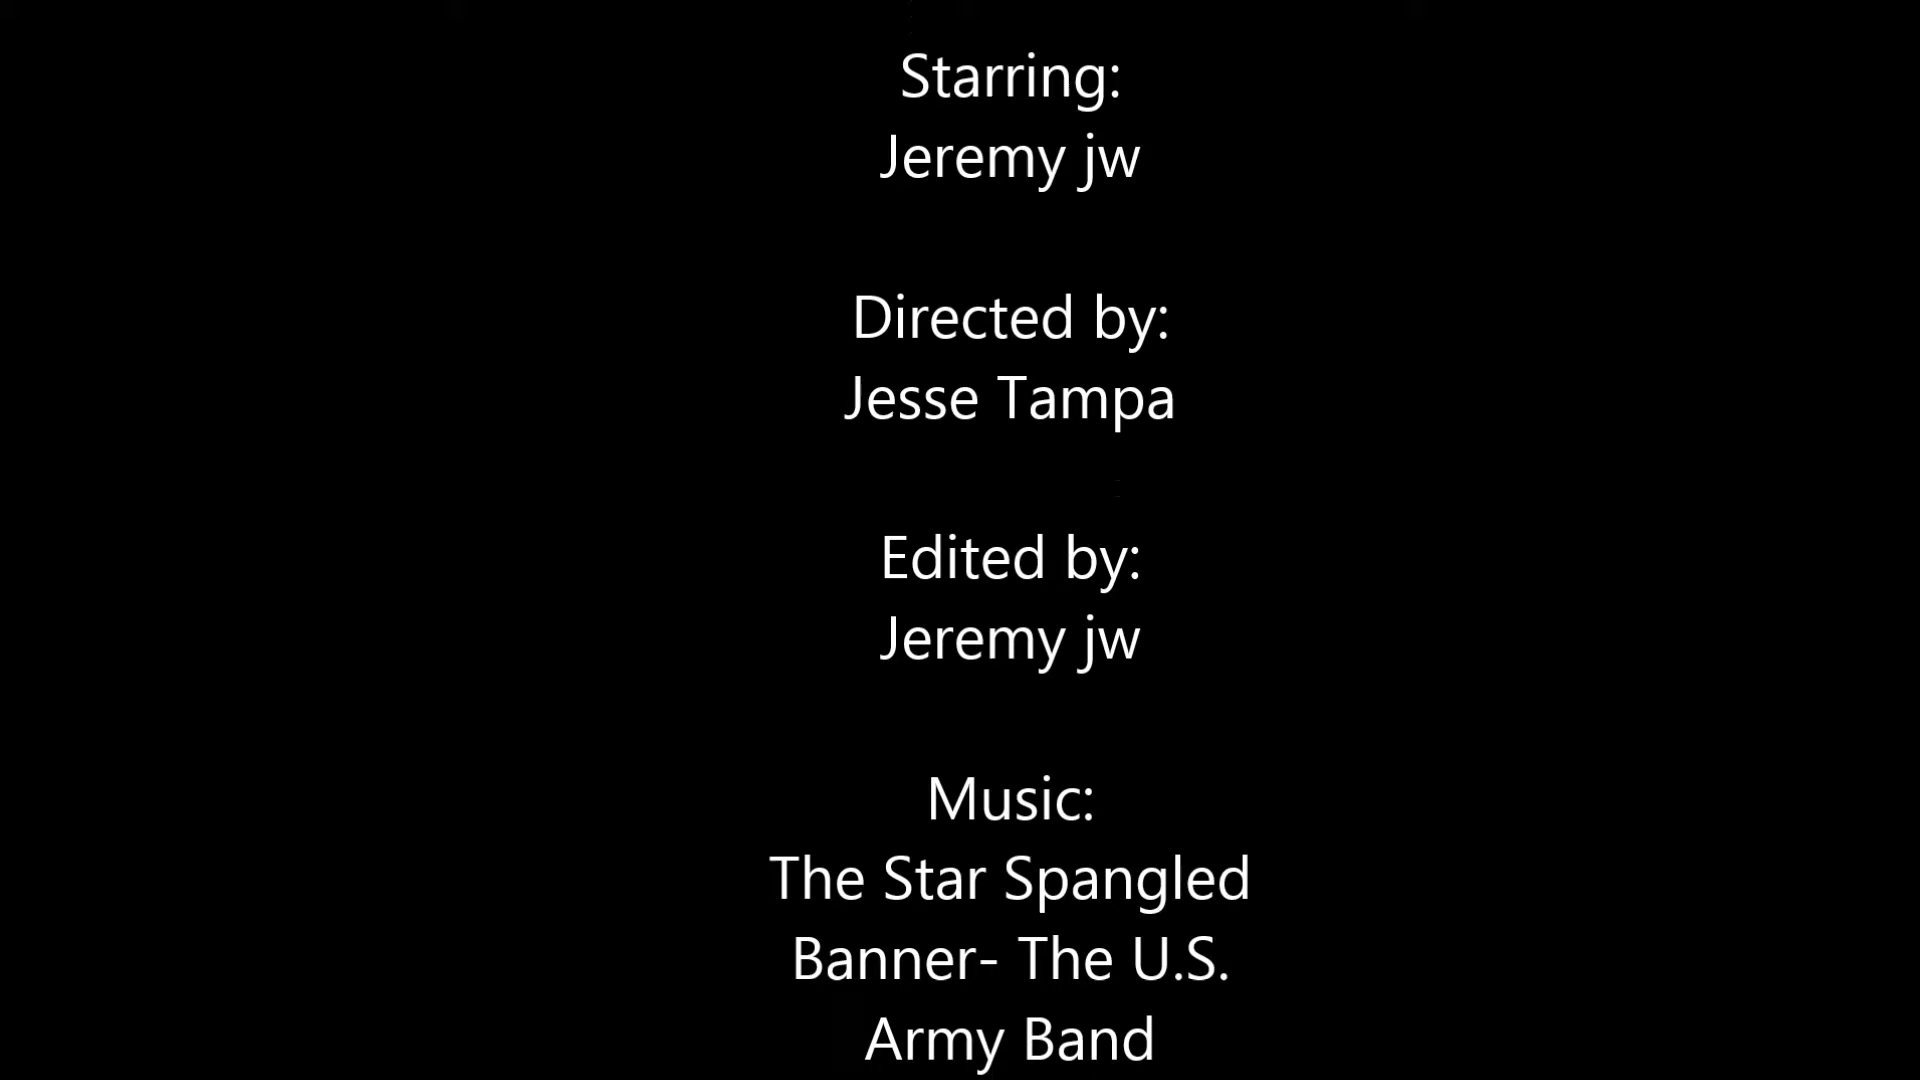 Starring:
Jeremy jw
Directed by:
Jesse Tampa
Edited by:
Jeremy jw
Music:
The Star Spangled
Banner- The U.S.
Army Band